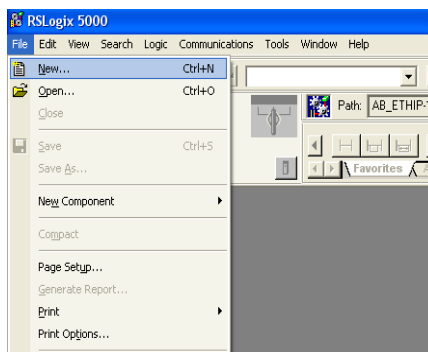 RSLogix 5000
File Edit View Search Logic Communications Tools Window Help
New... Ctrl+N
Open... Ctrl+O
Close
Path: AB_ETHIP-
Save Ctrl+S
Save As...
Favorites
New Component
Compact
Page Setup...
Generate Report...
Print
Print Options...